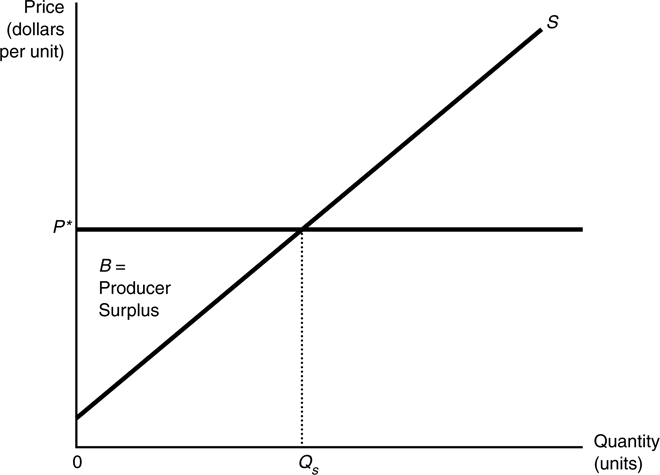 Price
(dollars
per unit)
S
P*
B =
Producer
Surplus
Quantity
(units)
0
Qs